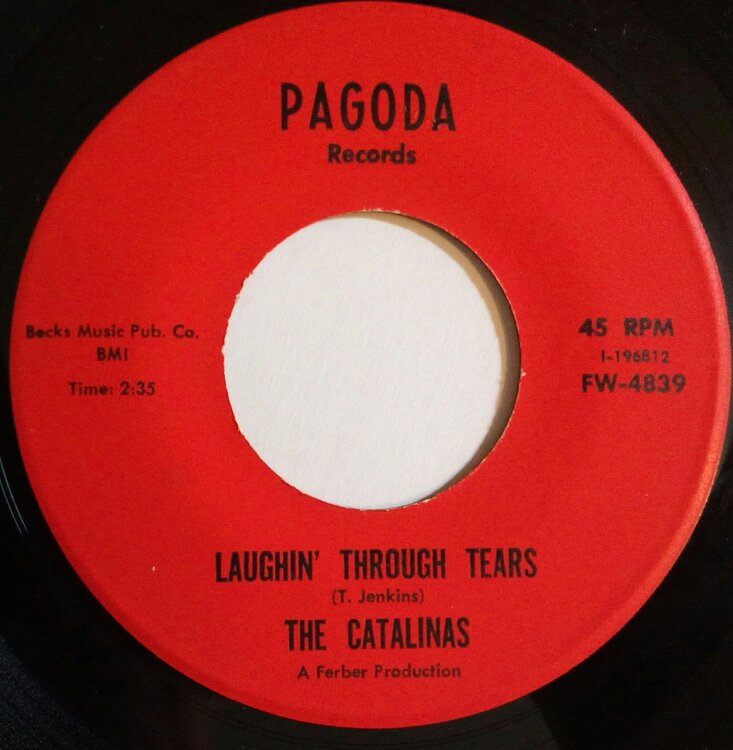 PAGODA
Records
Becks Music Pub. Co.
BMI
Time: 2:35
45 RPM
I-196812
FW-4839
LAUGHIN' THROUGH TEARS
(T. Jenkins)
THE CATALINAS
A Ferber Production